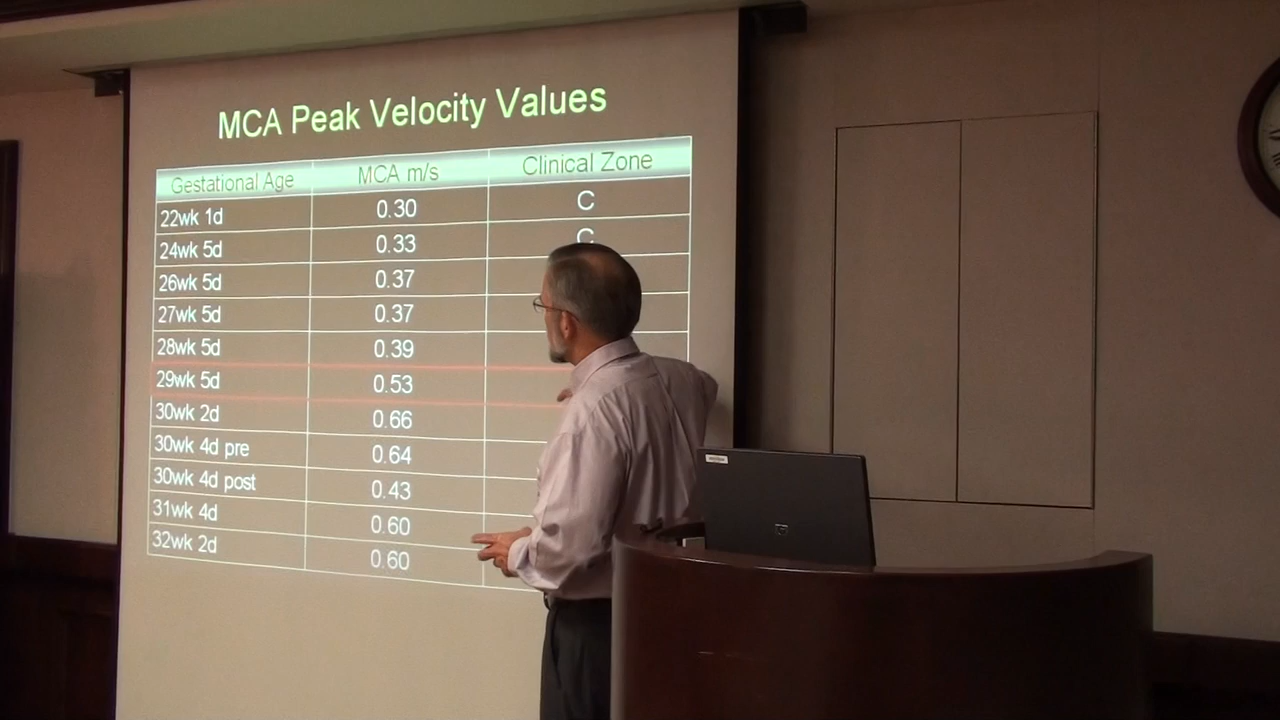 MCA Peak Velocity Values
Gestational Age MCA m/s Clinical Zone
22wk 1d 0.30 C
24wk 5d 0.33 C
26wk 5d 0.37
27wk 5d 0.37
28wk 5d 0.39
29wk 5d 0.53
30wk 2d 0.66
30wk 4d pre 0.64
30wk 4d post 0.43
31wk 4d 0.60
32wk 2d 0.60